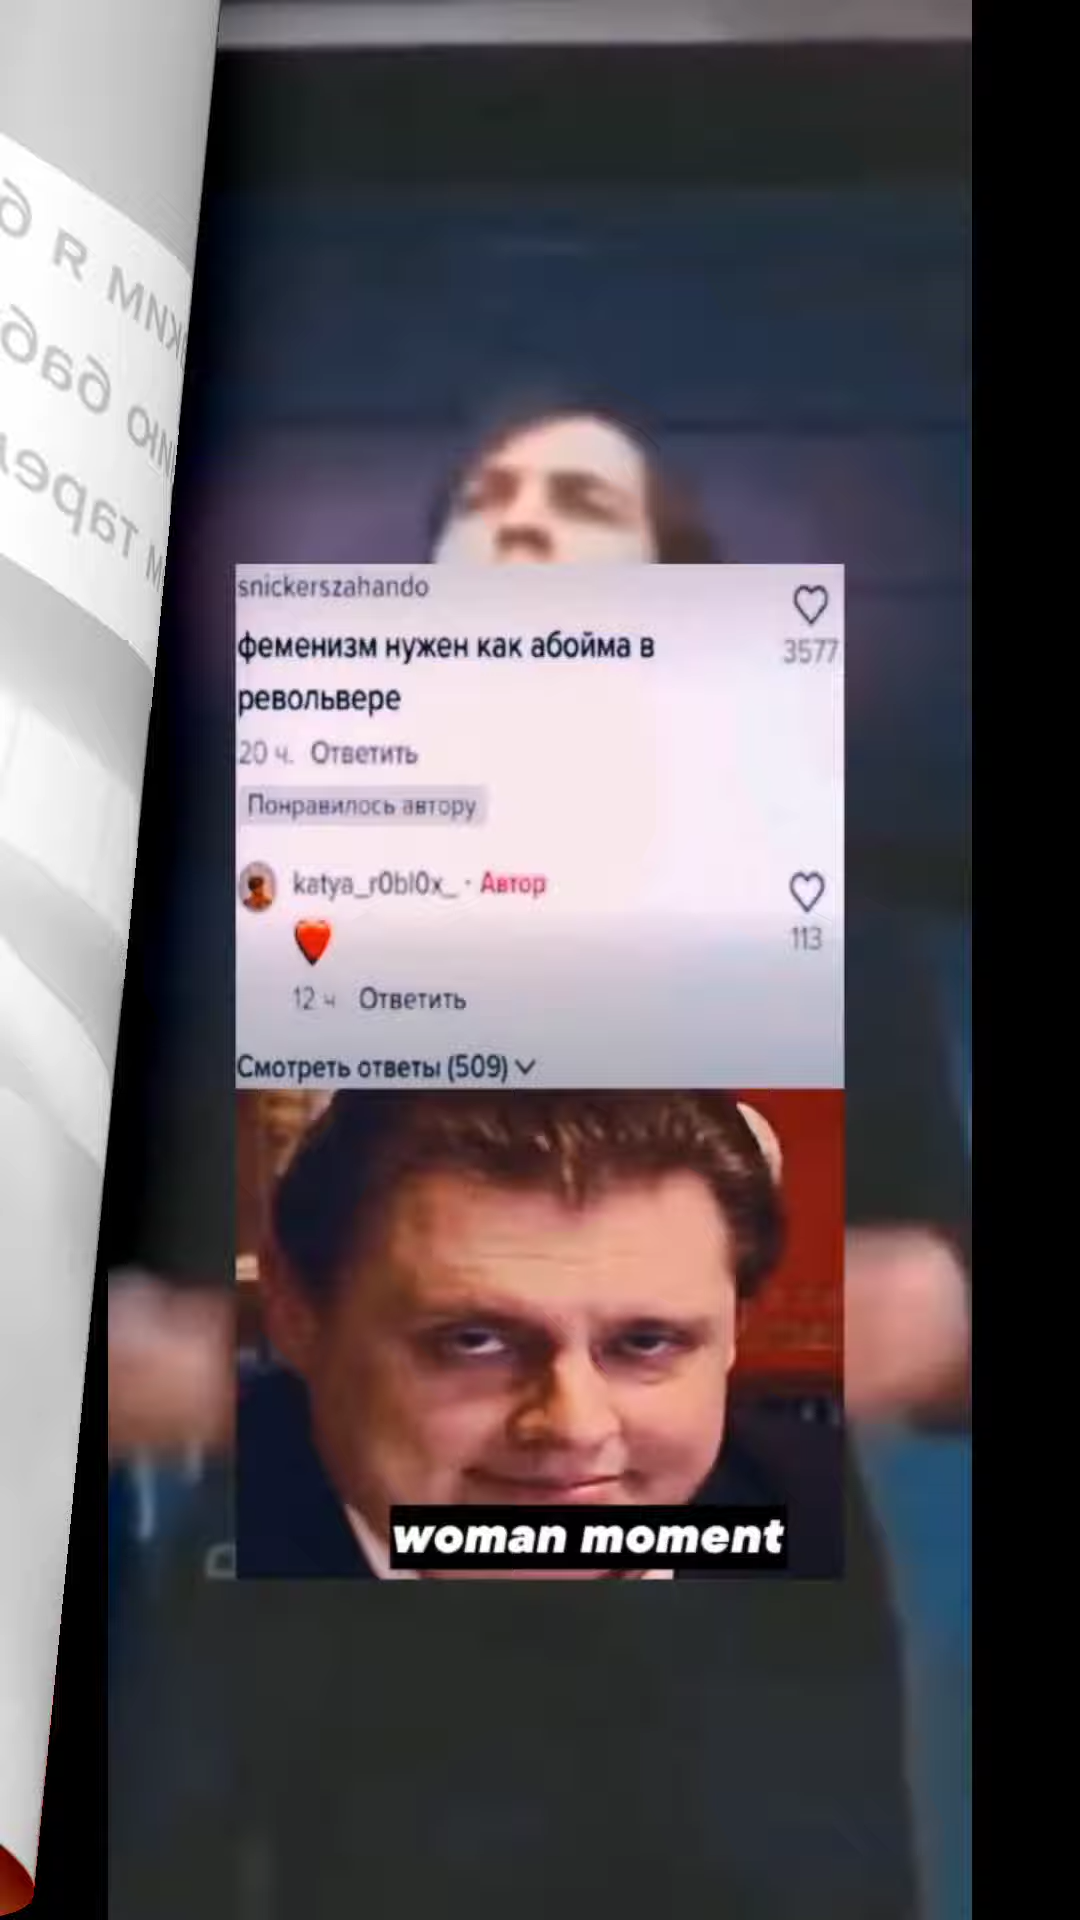 snickerszahando
феменизм нужен как абойма в
револьвере
3577
20 ч. Ответить
Понравилось автору
katya_r0bl0x_ · Автор
❤️
113
12 ч Ответить
Смотреть ответы (509)
woman moment